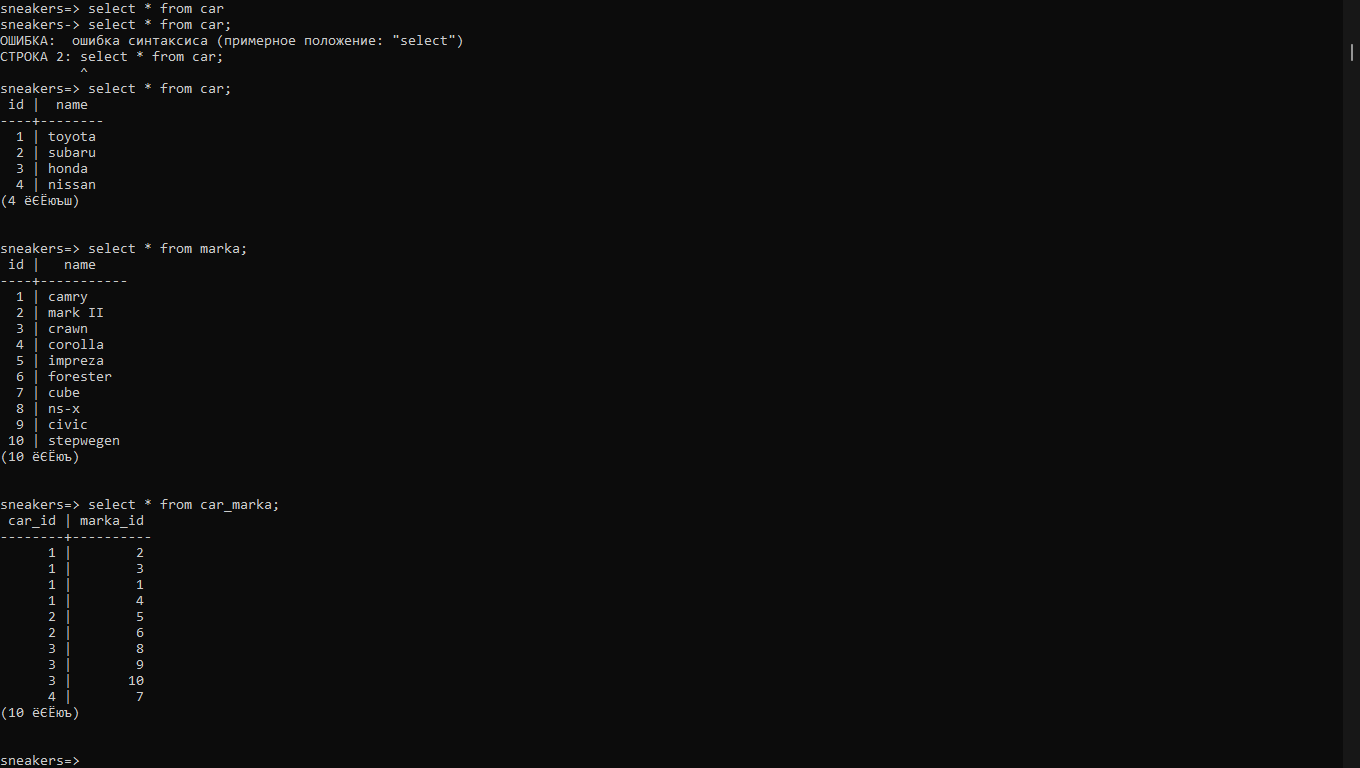 sneakers=> select * from car
sneakers-> select * from car;
ОШИБКА:  ошибка синтаксиса (примерное положение: "select")
СТРОКА 2: select * from car;
          ^
sneakers=> select * from car;
 id |  name
----+--------
  1 | toyota
  2 | subaru
  3 | honda
  4 | nissan
(4 ёЄЁюъш)
sneakers=> select * from marka;
 id |   name
----+-----------
  1 | camry
  2 | mark II
  3 | crawn
  4 | corolla
  5 | impreza
  6 | forester
  7 | cube
  8 | ns-x
  9 | civic
 10 | stepwegen
(10 ёЄЁюъ)
sneakers=> select * from car_marka;
 car_id | marka_id
--------+----------
      1 |        2
      1 |        3
      1 |        1
      1 |        4
      2 |        5
      2 |        6
      3 |        8
      3 |        9
      3 |       10
      4 |        7
(10 ёЄЁюъ)
sneakers=>